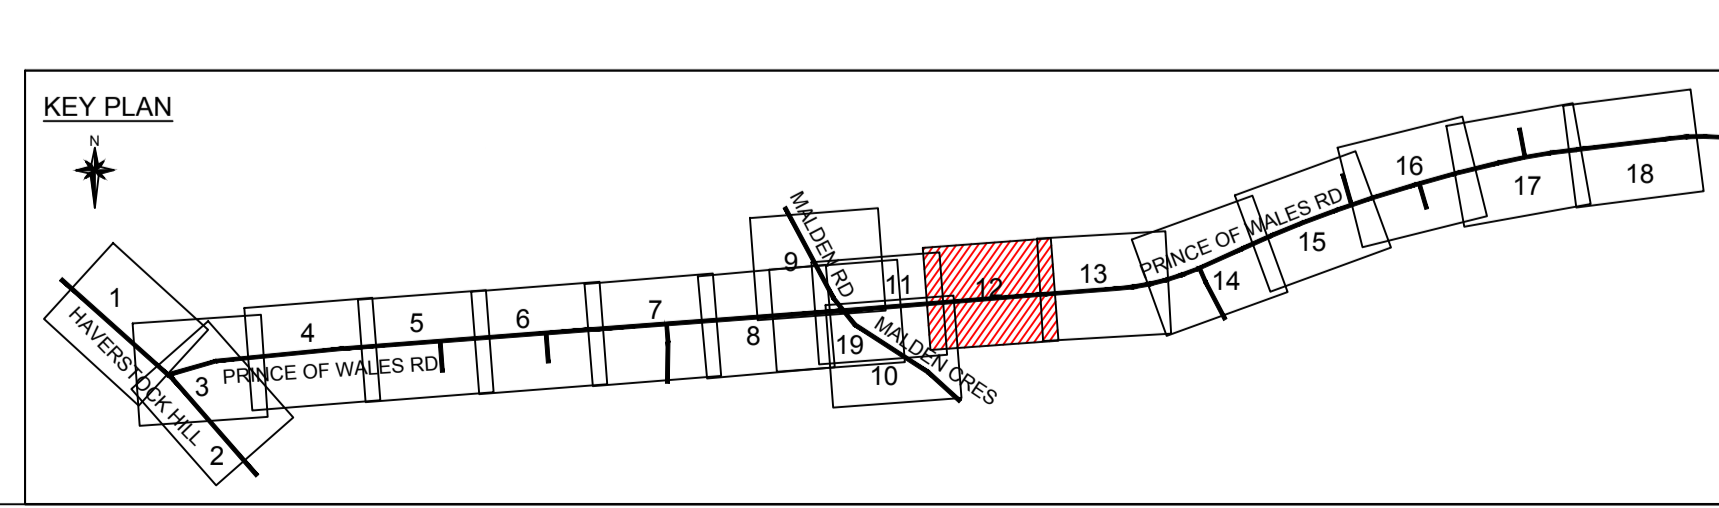 KEY PLAN
N
1
HAVERSTOCK HILL
2
3
PRINCE OF WALES RD
4
5
6
7
8
9
MALDEN RD
19
10
MALDEN CRES
11
12
13
PRINCE OF WALES RD
14
15
16
17
18